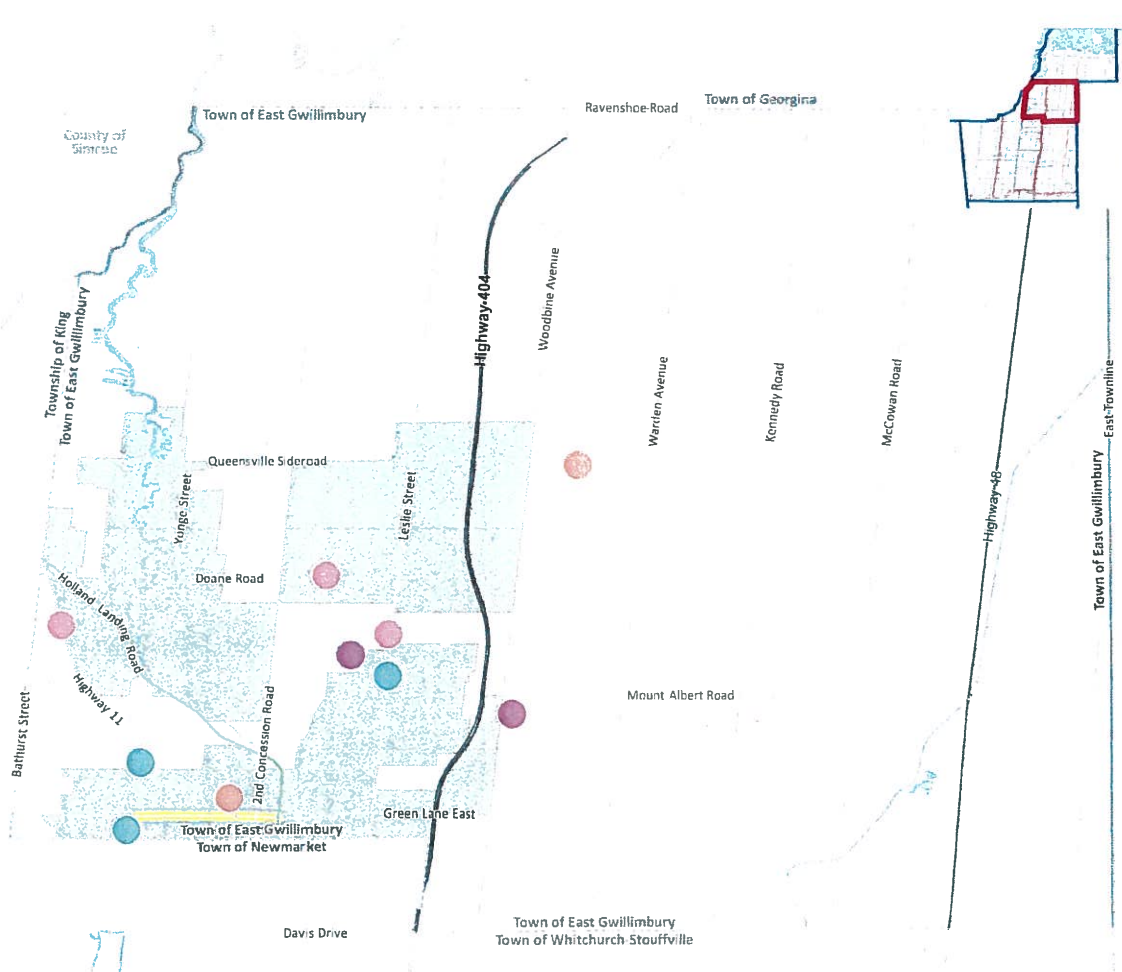 Town of East Gwillimbury
Ravenshoe Road
Town of Georgina
County of
Simcoe
Highway 404
Woodbine Avenue
Township of King
Town of East Gwillimbury
Warden Avenue
Kennedy Road
McCowan Road
East Townline
Queensville Sideroad
Yonge Street
Leslie Street
Highway 48
Town of East Gwillimbury
Doane Road
Holland Landing Road
Highway 11
Bathurst Street
2nd Concession Road
Mount Albert Road
Green Lane East
Town of East Gwillimbury
Town of Newmarket
Davis Drive
Town of East Gwillimbury
Town of Whitchurch-Stouffville